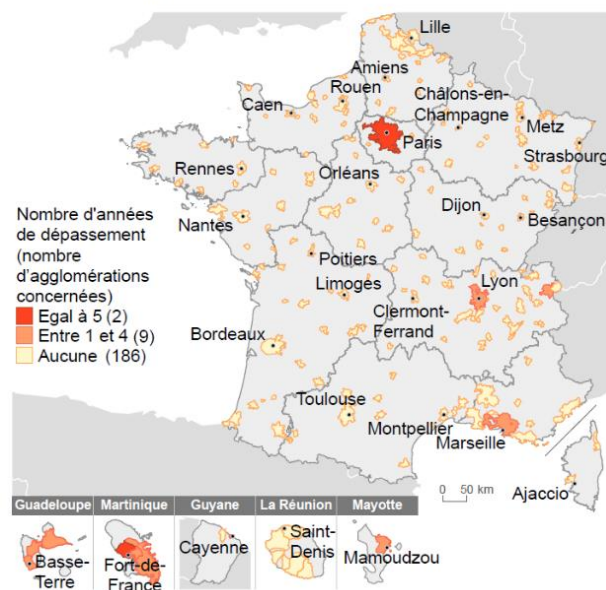 Lille
Amiens
Rouen
Caen
Châlons-en-
Champagne
Metz
Paris
Strasbourg
Rennes
Orléans
Nombre d'années
de dépassement
(nombre
d'agglomérations
concernées)
Egal à 5 (2)
Entre 1 et 4 (9)
Aucune (186)
Nantes
Dijon
Besançon
Poitiers
Limoges
Lyon
Clermont-
Ferrand
Bordeaux
Toulouse
Montpellier
Marseille
0 50 km
Ajaccio
Guadeloupe
Basse-
Terre
Martinique
Fort-de-
France
Guyane
Cayenne
La Réunion
Saint-
Denis
Mayotte
Mamoudzou